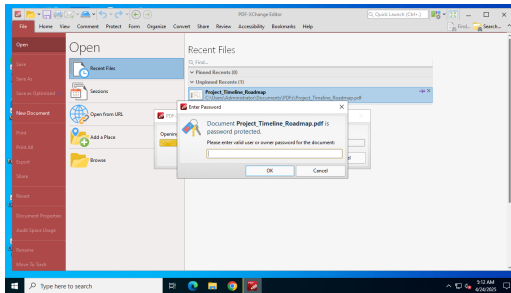 PDF-XChange Editor
Quick Launch (Ctrl+.)
File Home View Comment Protect Form Organize Convert Share Review Accessibility Bookmarks Help
Find...
Search
Open
Save
Save As
Save as Optimized
New Document
Print
Print All
Export
Share
Revert
Document Properties
Audit Space Usage
Rename
Move To Trash
Open
Recent Files
Sessions
Open from URL
Add a Place
Browse
Recent Files
Find...
Pinned Recents (0)
Unpinned Recents (1)
Project_Timeline_Roadmap
C:\Users\Administrator\Documents\PDFs\Project_Timeline_Roadmap.pdf
PDF-
Opening
Enter Password
Document Project_Timeline_Roadmap.pdf is
password protected.
Please enter valid user or owner password for the document:
OK Cancel
Type here to search
9:12 AM
4/24/2025